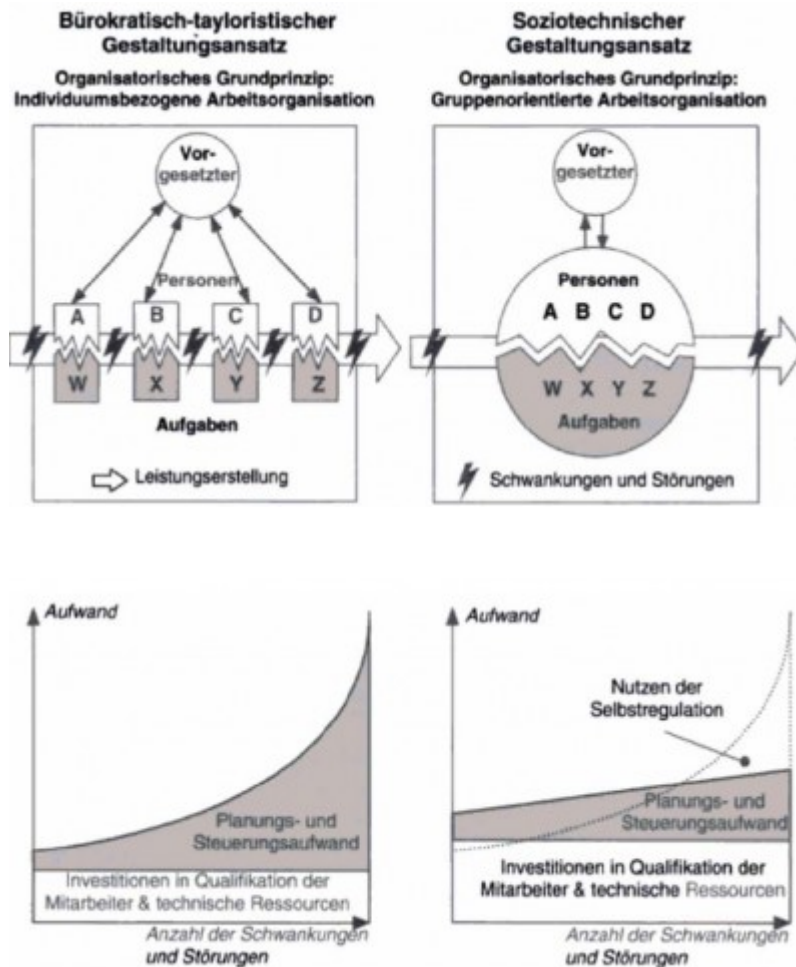 Bürokratisch-tayloristischer
Gestaltungsansatz
Organisatorisches Grundprinzip:
Individuumsbezogene Arbeitsorganisation
Vor-
gesetzter
Personen
A B C D
W X Y Z
Aufgaben
Leistungserstellung
Soziotechnischer
Gestaltungsansatz
Organisatorisches Grundprinzip:
Gruppenorientierte Arbeitsorganisation
Vor-
gesetzter
Personen
A B C D
W X Y Z
Aufgaben
Schwankungen und Störungen
Aufwand
Planungs- und
Steuerungsaufwand
Investitionen in Qualifikation der
Mitarbeiter & technische Ressourcen
Anzahl der Schwankungen
und Störungen
Aufwand
Nutzen der
Selbstregulation
Planungs- und
Steuerungsaufwand
Investitionen in Qualifikation der
Mitarbeiter & technische Ressourcen
Anzahl der Schwankungen
und Störungen